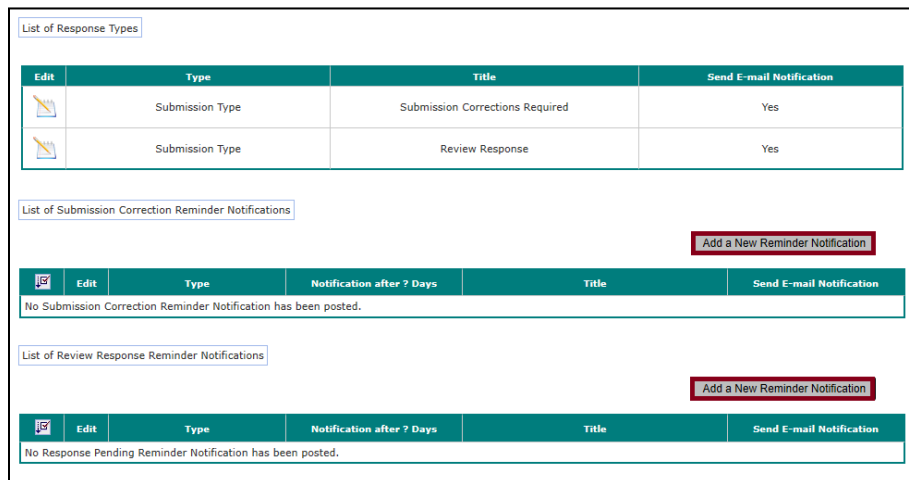 List of Response Types
Edit Type Title Send E-mail Notification
Submission Type Submission Corrections Required Yes
Submission Type Review Response Yes
List of Submission Correction Reminder Notifications
Add a New Reminder Notification
Edit Type Notification after ? Days Title Send E-mail Notification
No Submission Correction Reminder Notification has been posted.
List of Review Response Reminder Notifications
Add a New Reminder Notification
Edit Type Notification after ? Days Title Send E-mail Notification
No Response Pending Reminder Notification has been posted.